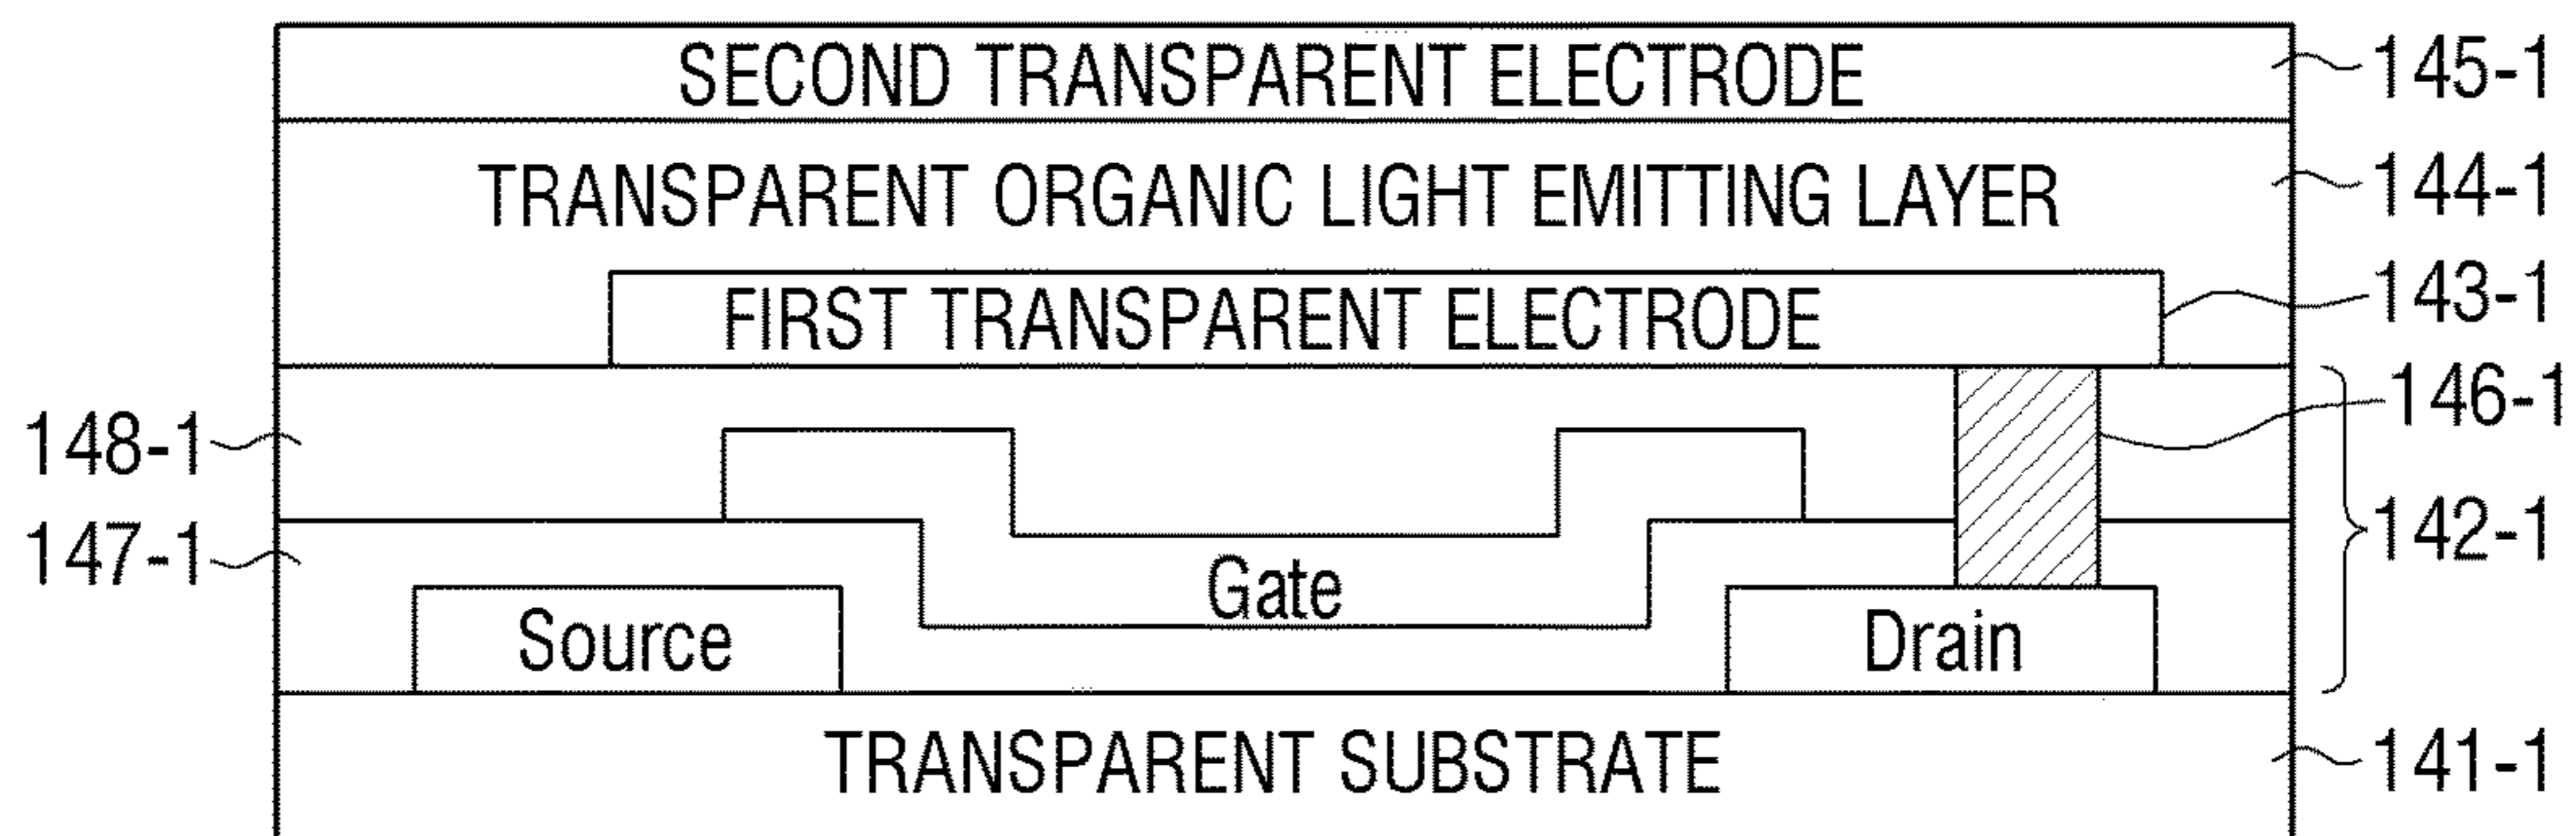 SECOND TRANSPARENT ELECTRODE
145-1
TRANSPARENT ORGANIC LIGHT EMITTING LAYER
144-1
FIRST TRANSPARENT ELECTRODE
143-1
146-1
148-1
142-1
147-1
Gate
Source
Drain
TRANSPARENT SUBSTRATE
141-1